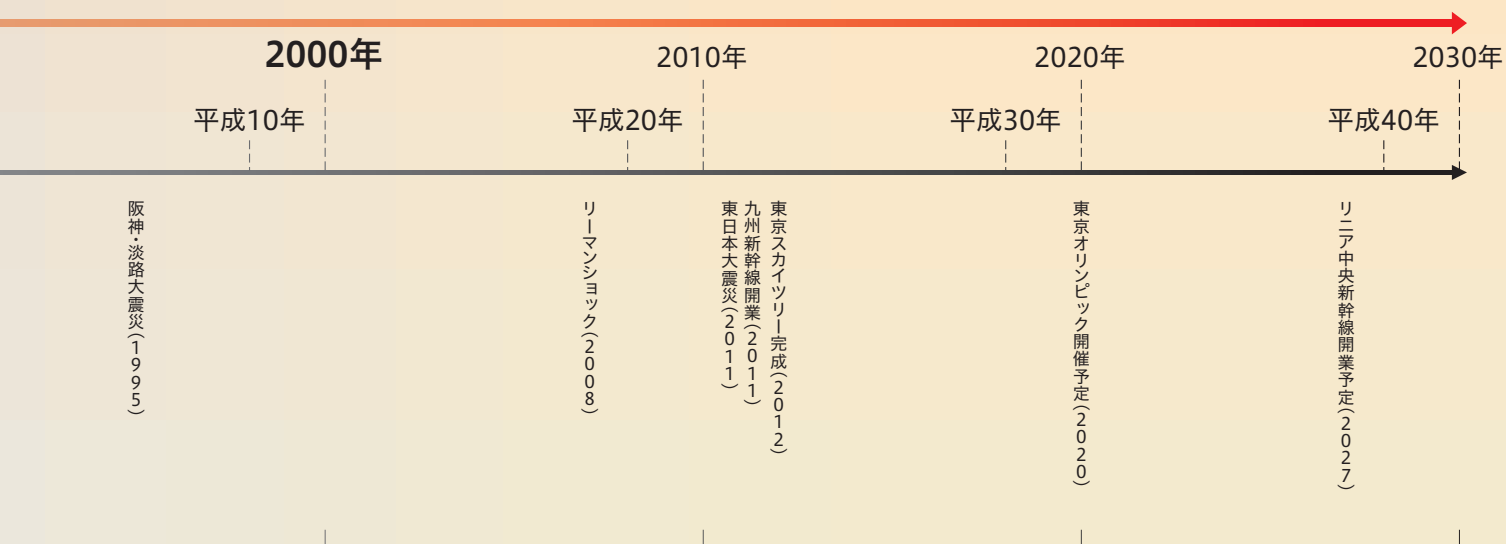 2000年
2010年
2020年
2030年
平成10年
平成20年
平成30年
平成40年
阪神・淡路大震災(1995)
リーマンショック(2008)
東日本大震災(2011)
九州新幹線開業(2011)
東京スカイツリー完成(2012)
東京オリンピック開催予定(2020)
リニア中央新幹線開業予定(2027)